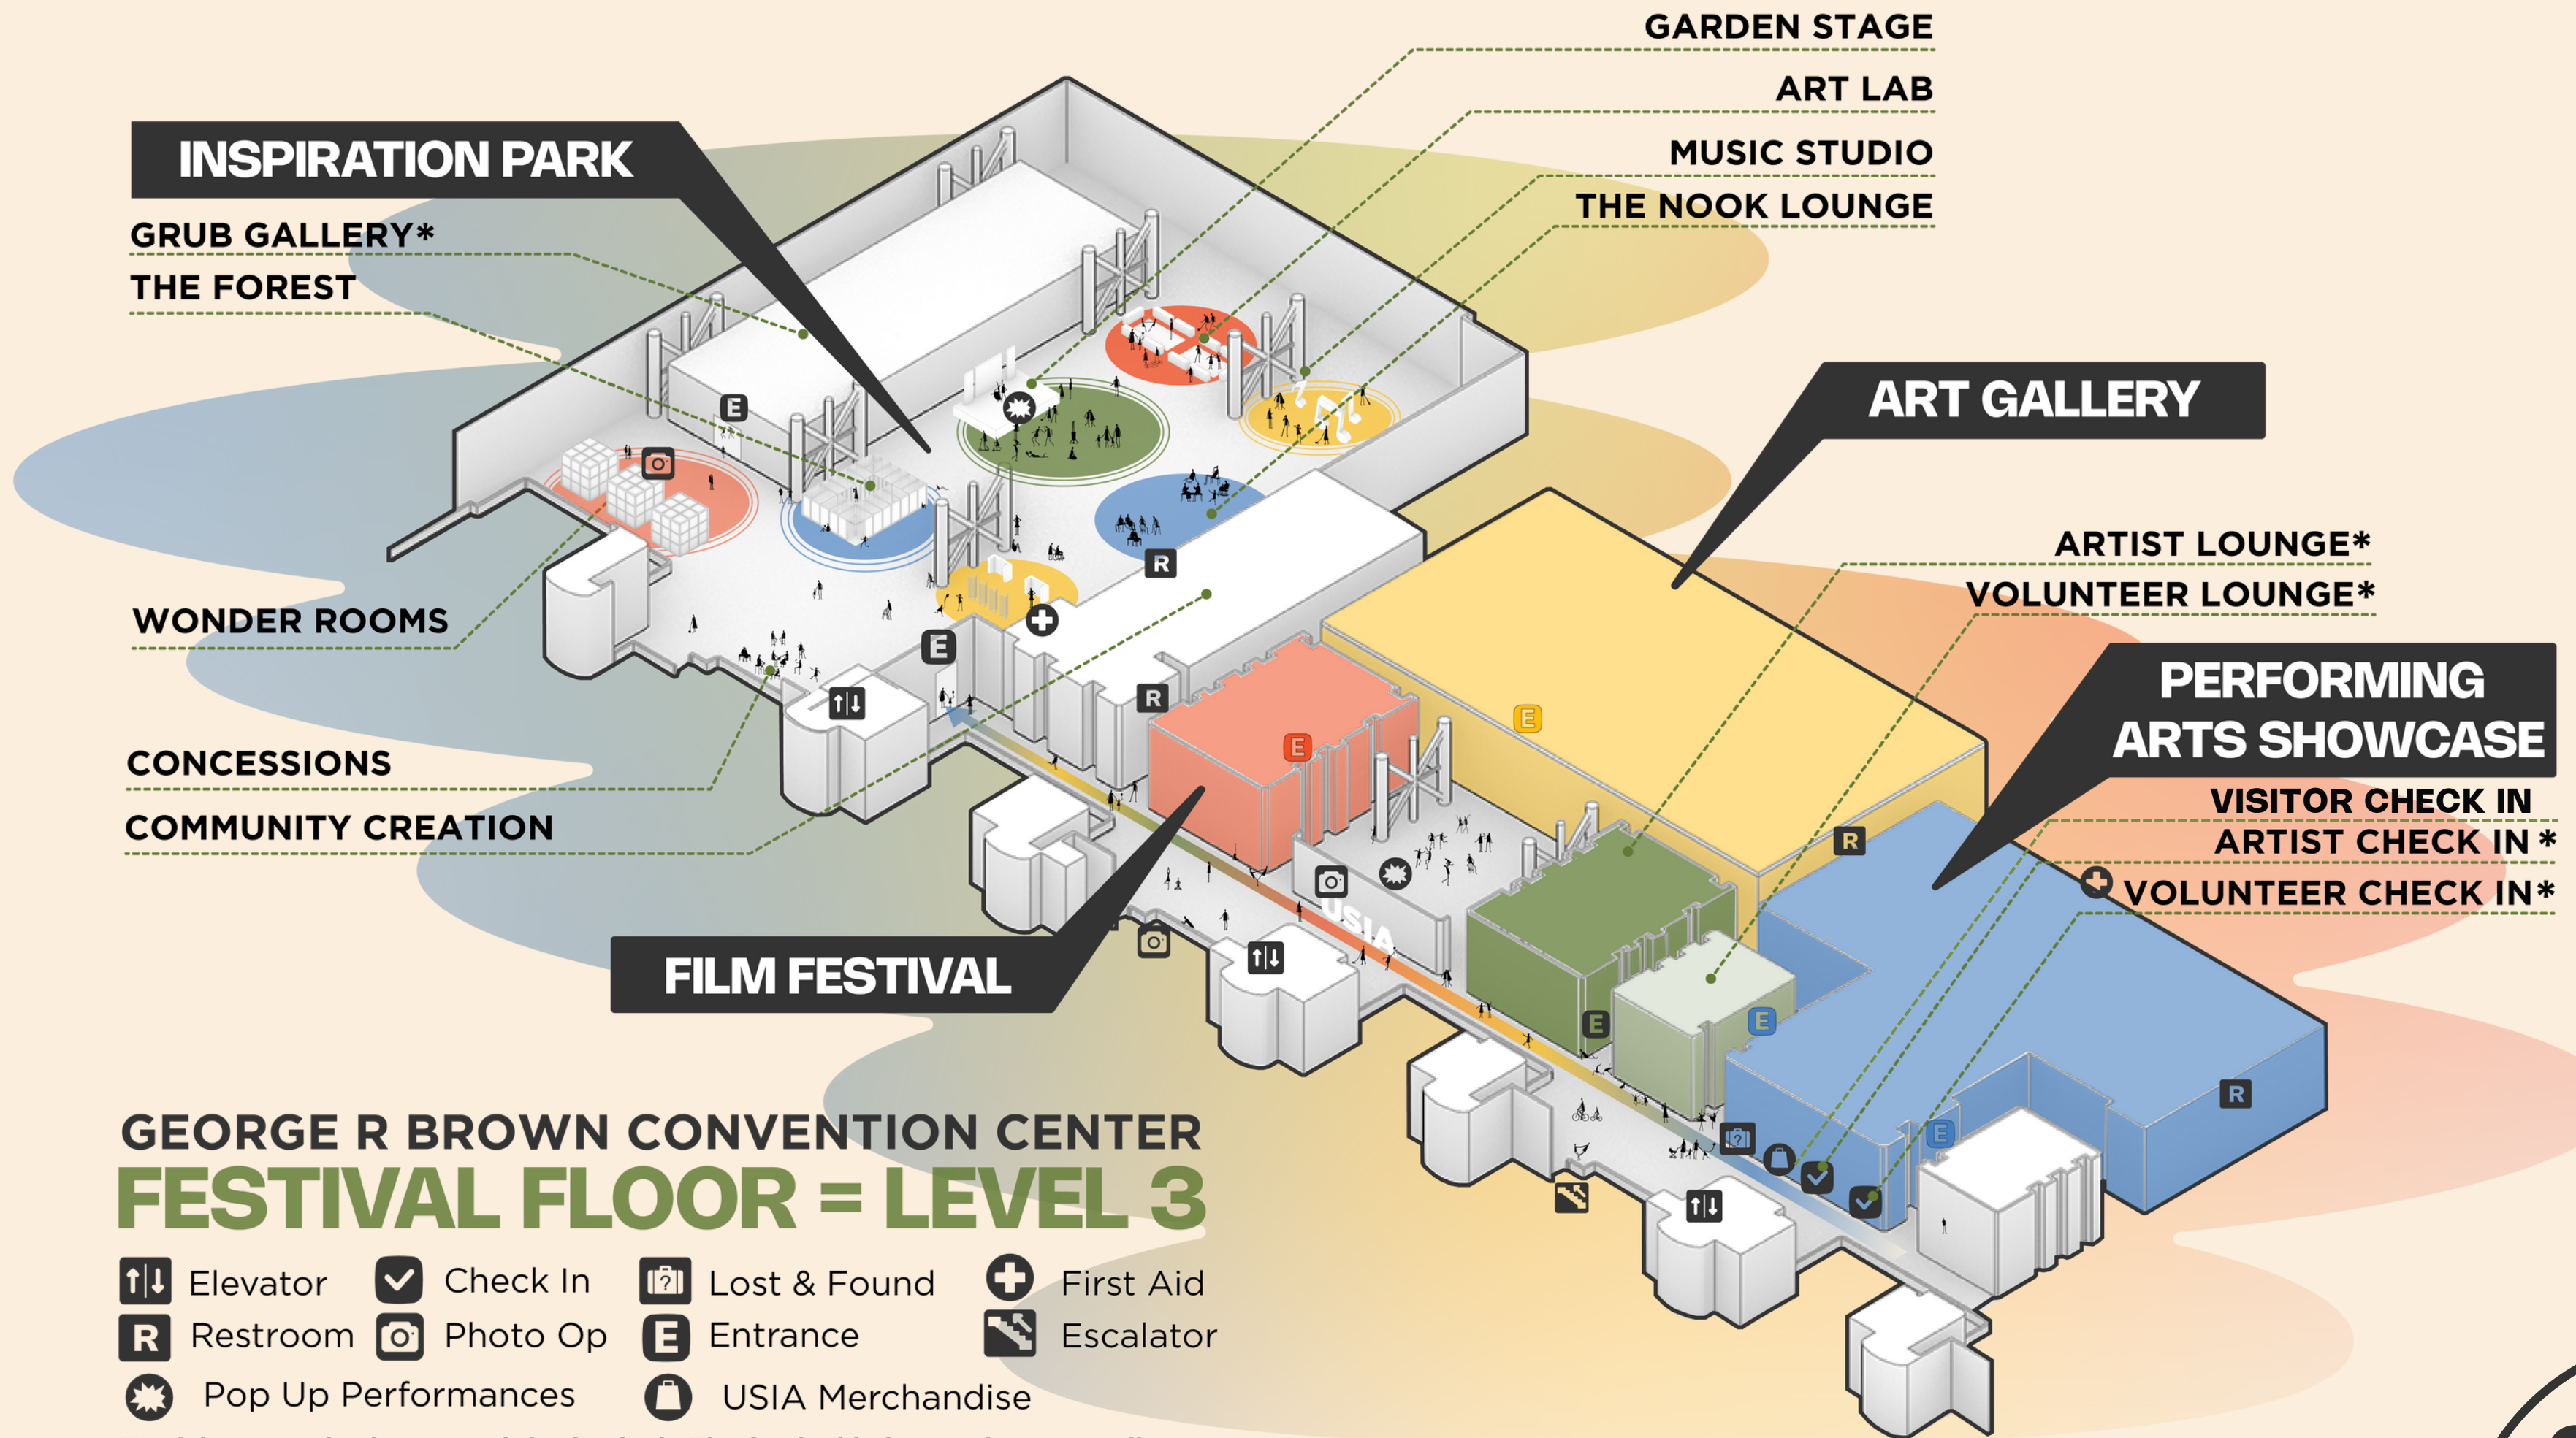 GARDEN STAGE
ART LAB
MUSIC STUDIO
THE NOOK LOUNGE
INSPIRATION PARK
GRUB GALLERY*
THE FOREST
WONDER ROOMS
CONCESSIONS
COMMUNITY CREATION
ART GALLERY
ARTIST LOUNGE*
VOLUNTEER LOUNGE*
PERFORMING
ARTS SHOWCASE
VISITOR CHECK IN
ARTIST CHECK IN *
VOLUNTEER CHECK IN*
FILM FESTIVAL
E
E
R
R
E
E
USIA
R
E
E
E
R
GEORGE R BROWN CONVENTION CENTER
FESTIVAL FLOOR = LEVEL 3
Elevator
Check In
? Lost & Found
First Aid
R Restroom
Photo Op
E Entrance
Escalator
Pop Up Performances
USIA Merchandise